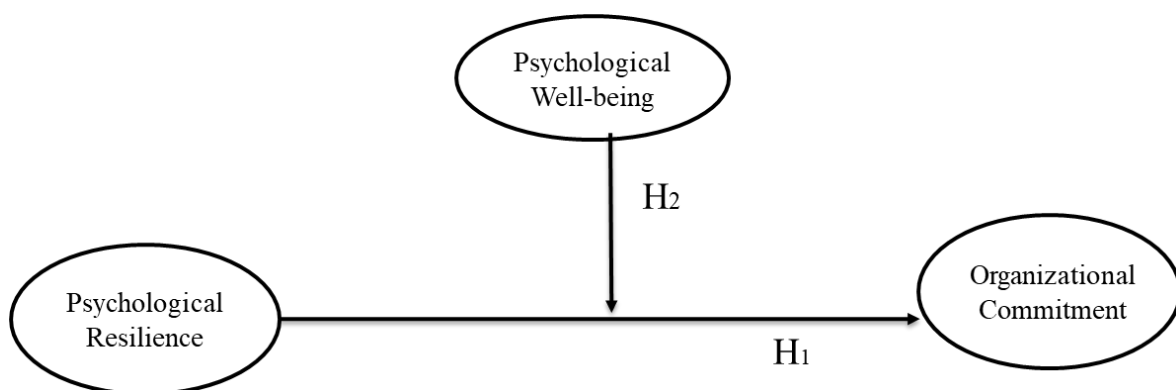 Psychological
Well-being
H2
Psychological
Resilience
Organizational
Commitment
H1